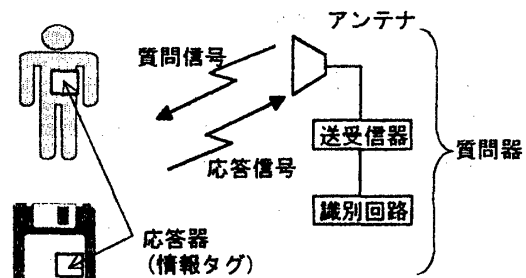 アンテナ
質問信号
送受信器
質問器
応答信号
識別回路
応答器
(情報タグ)